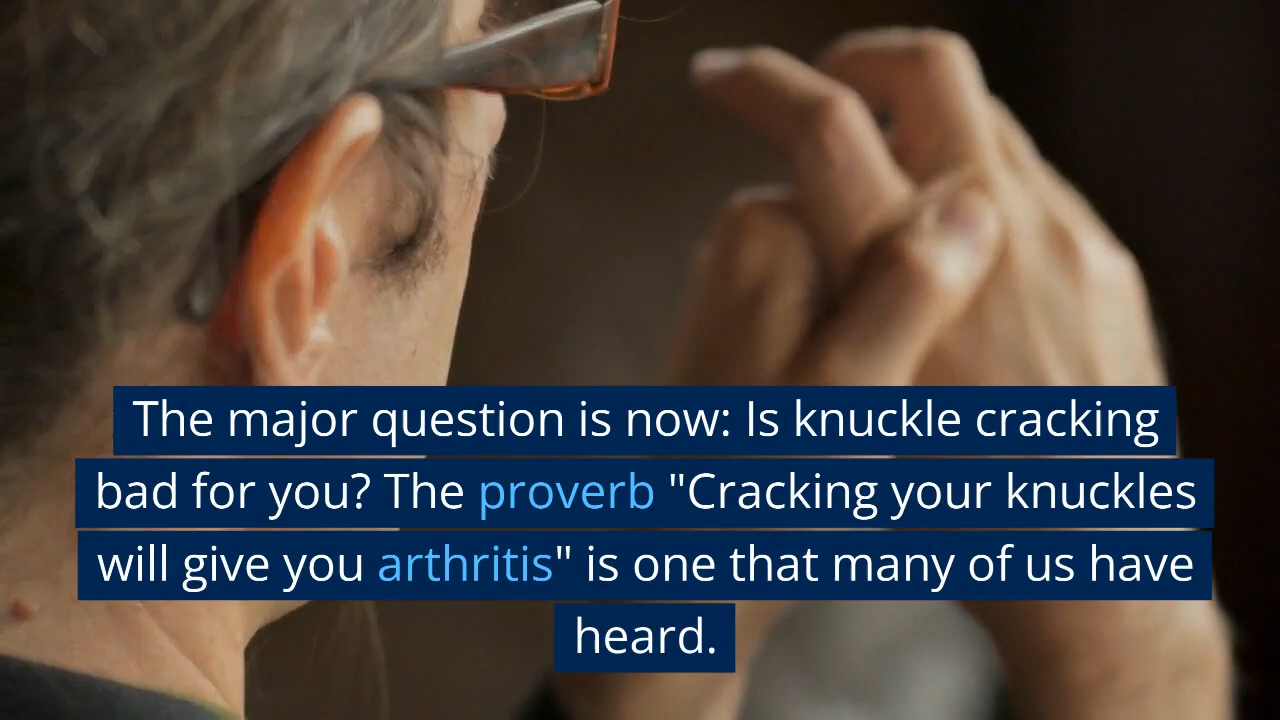 The major question is now: Is knuckle cracking
bad for you? The proverb "Cracking your knuckles
will give you arthritis" is one that many of us have
heard.